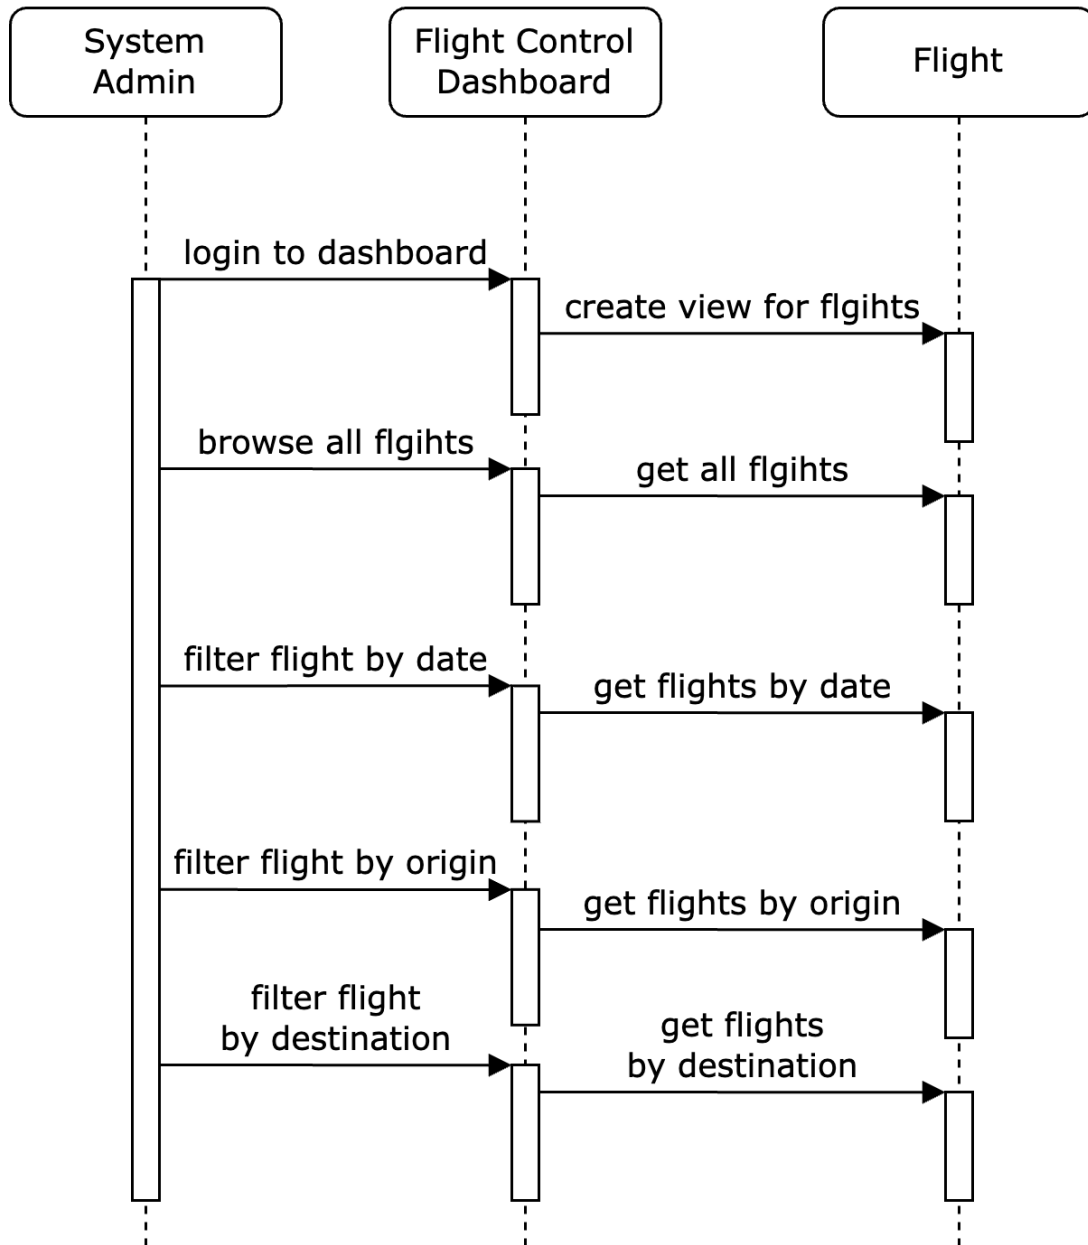 System
Admin
Flight Control
Dashboard
Flight
login to dashboard
create view for flgihts
browse all flgihts
get all flgihts
filter flight by date
get flights by date
filter flight by origin
get flights by origin
filter flight
by destination
get flights
by destination